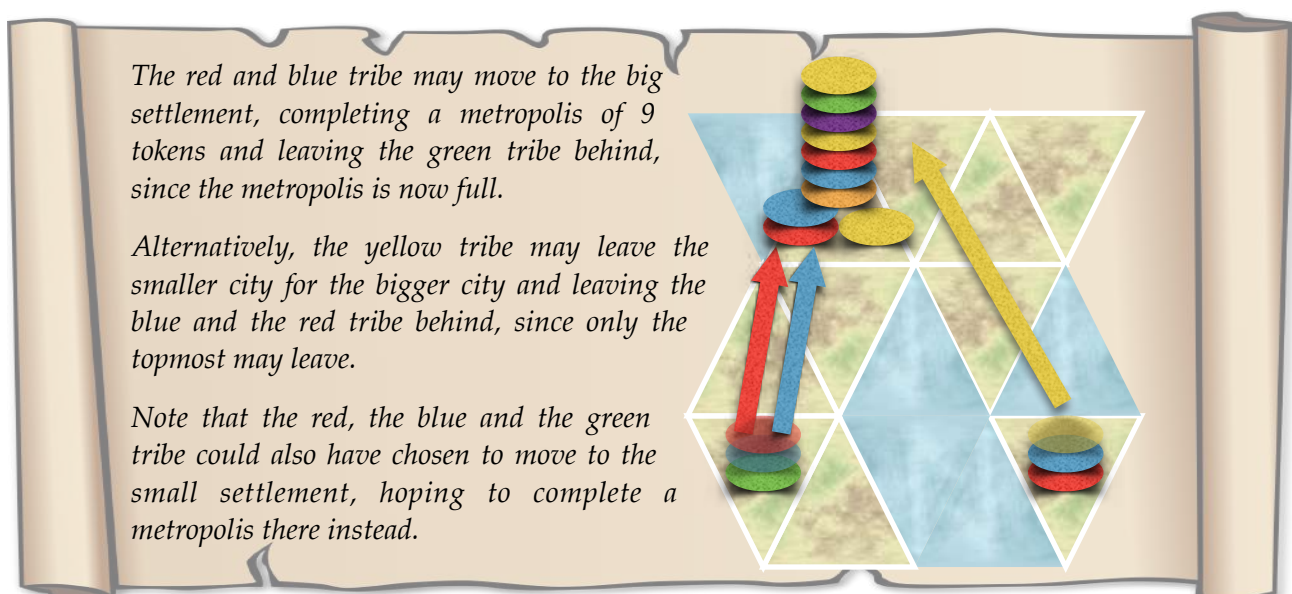 The red and blue tribe may move to the big
settlement, completing a metropolis of 9
tokens and leaving the green tribe behind,
since the metropolis is now full.
Alternatively, the yellow tribe may leave the
smaller city for the bigger city and leaving the
blue and the red tribe behind, since only the
topmost may leave.
Note that the red, the blue and the green
tribe could also have chosen to move to the
small settlement, hoping to complete a
metropolis there instead.